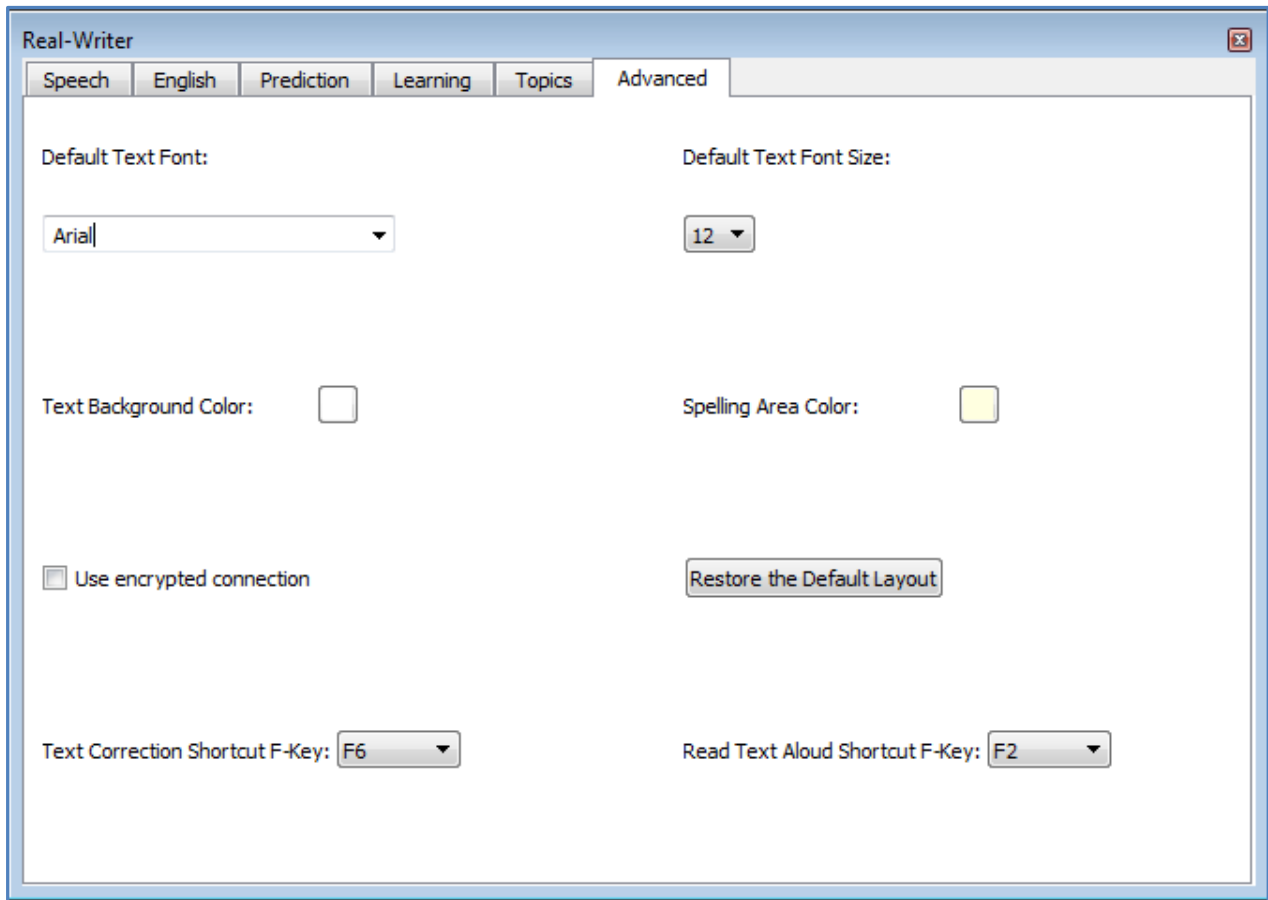 Real-Writer
Speech English Prediction Learning Topics Advanced
Default Text Font: Default Text Font Size:
Arial 12
Text Background Color: Spelling Area Color:
Use encrypted connection Restore the Default Layout
Text Correction Shortcut F-Key: F6 Read Text Aloud Shortcut F-Key: F2